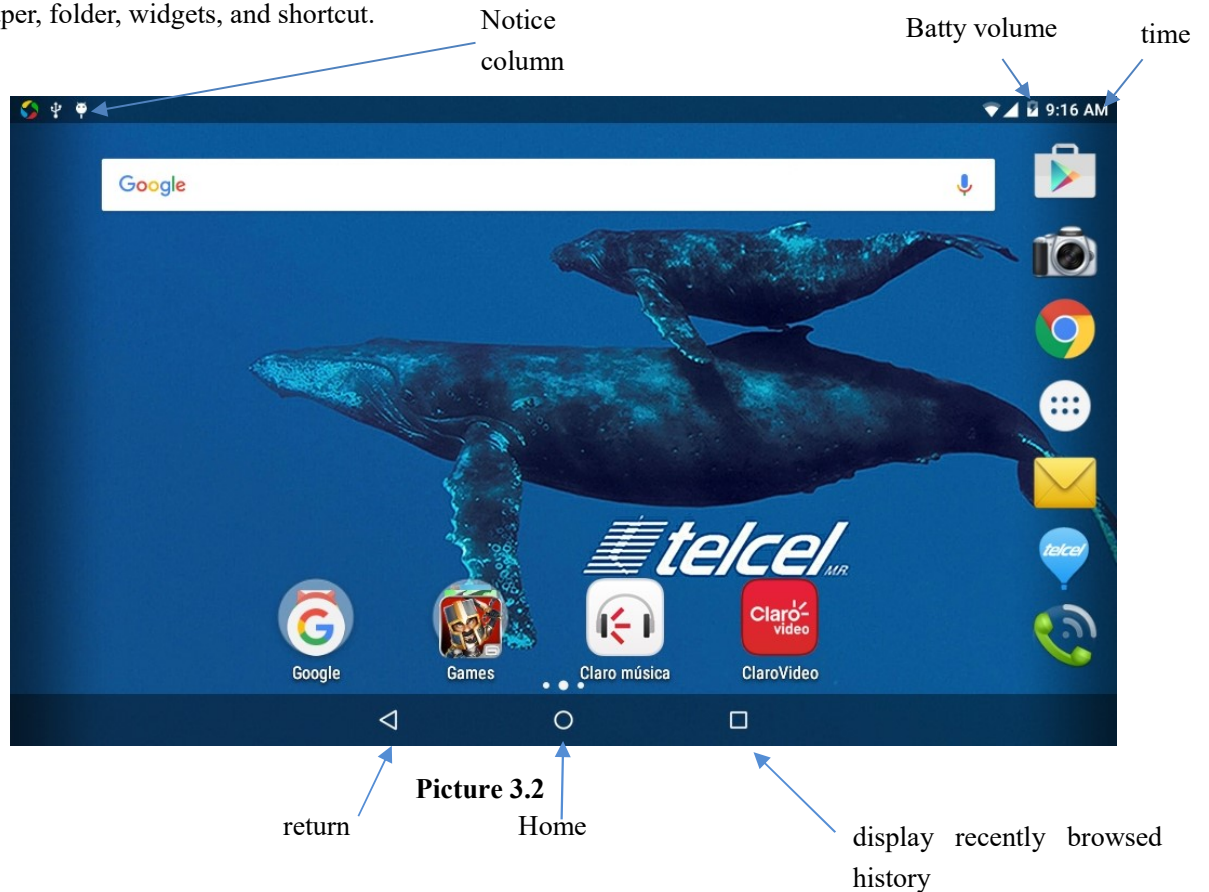 per, folder, widgets, and shortcut.
Notice
column
Batty volume
time
9:16 AM
Google
telcel
M.R.
telcel
Claro-
video
Google
Games
Claro música
ClaroVideo
Picture 3.2
return
Home
display recently browsed
history